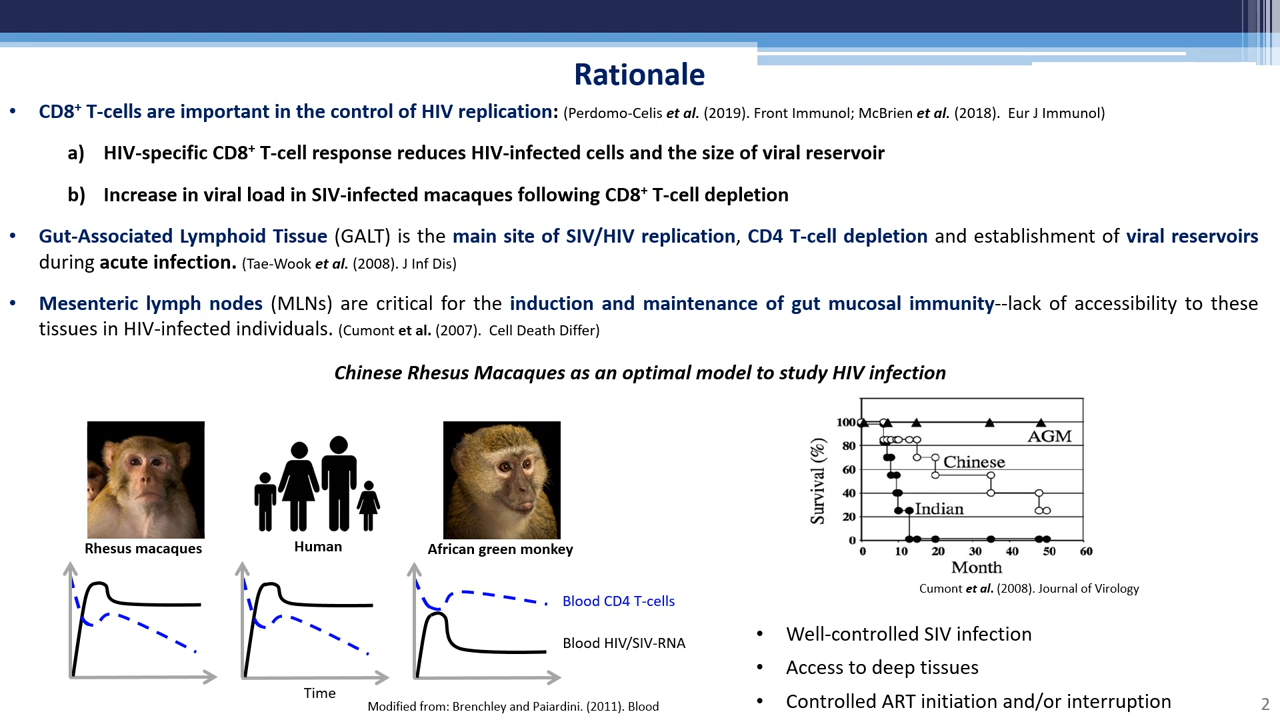 Rationale
• CD8⁺ T-cells are important in the control of HIV replication: (Perdomo-Celis et al. (2019). Front Immunol; McBrien et al. (2018). Eur J Immunol)
a) HIV-specific CD8⁺ T-cell response reduces HIV-infected cells and the size of viral reservoir
b) Increase in viral load in SIV-infected macaques following CD8⁺ T-cell depletion
• Gut-Associated Lymphoid Tissue (GALT) is the main site of SIV/HIV replication, CD4 T-cell depletion and establishment of viral reservoirs
during acute infection. (Tae-Wook et al. (2008). J Inf Dis)
• Mesenteric lymph nodes (MLNs) are critical for the induction and maintenance of gut mucosal immunity--lack of accessibility to these
tissues in HIV-infected individuals. (Cumont et al. (2007). Cell Death Differ)
Chinese Rhesus Macaques as an optimal model to study HIV infection
Rhesus macaques
Human
African green monkey
Blood CD4 T-cells
Blood HIV/SIV-RNA
Time
Modified from: Brenchley and Paiardini. (2011). Blood
Survival (%)
100
80
60
40
20
0
AGM
Chinese
Indian
0 10 20 30 40 50 60
Month
Cumont et al. (2008). Journal of Virology
• Well-controlled SIV infection
• Access to deep tissues
• Controlled ART initiation and/or interruption
2